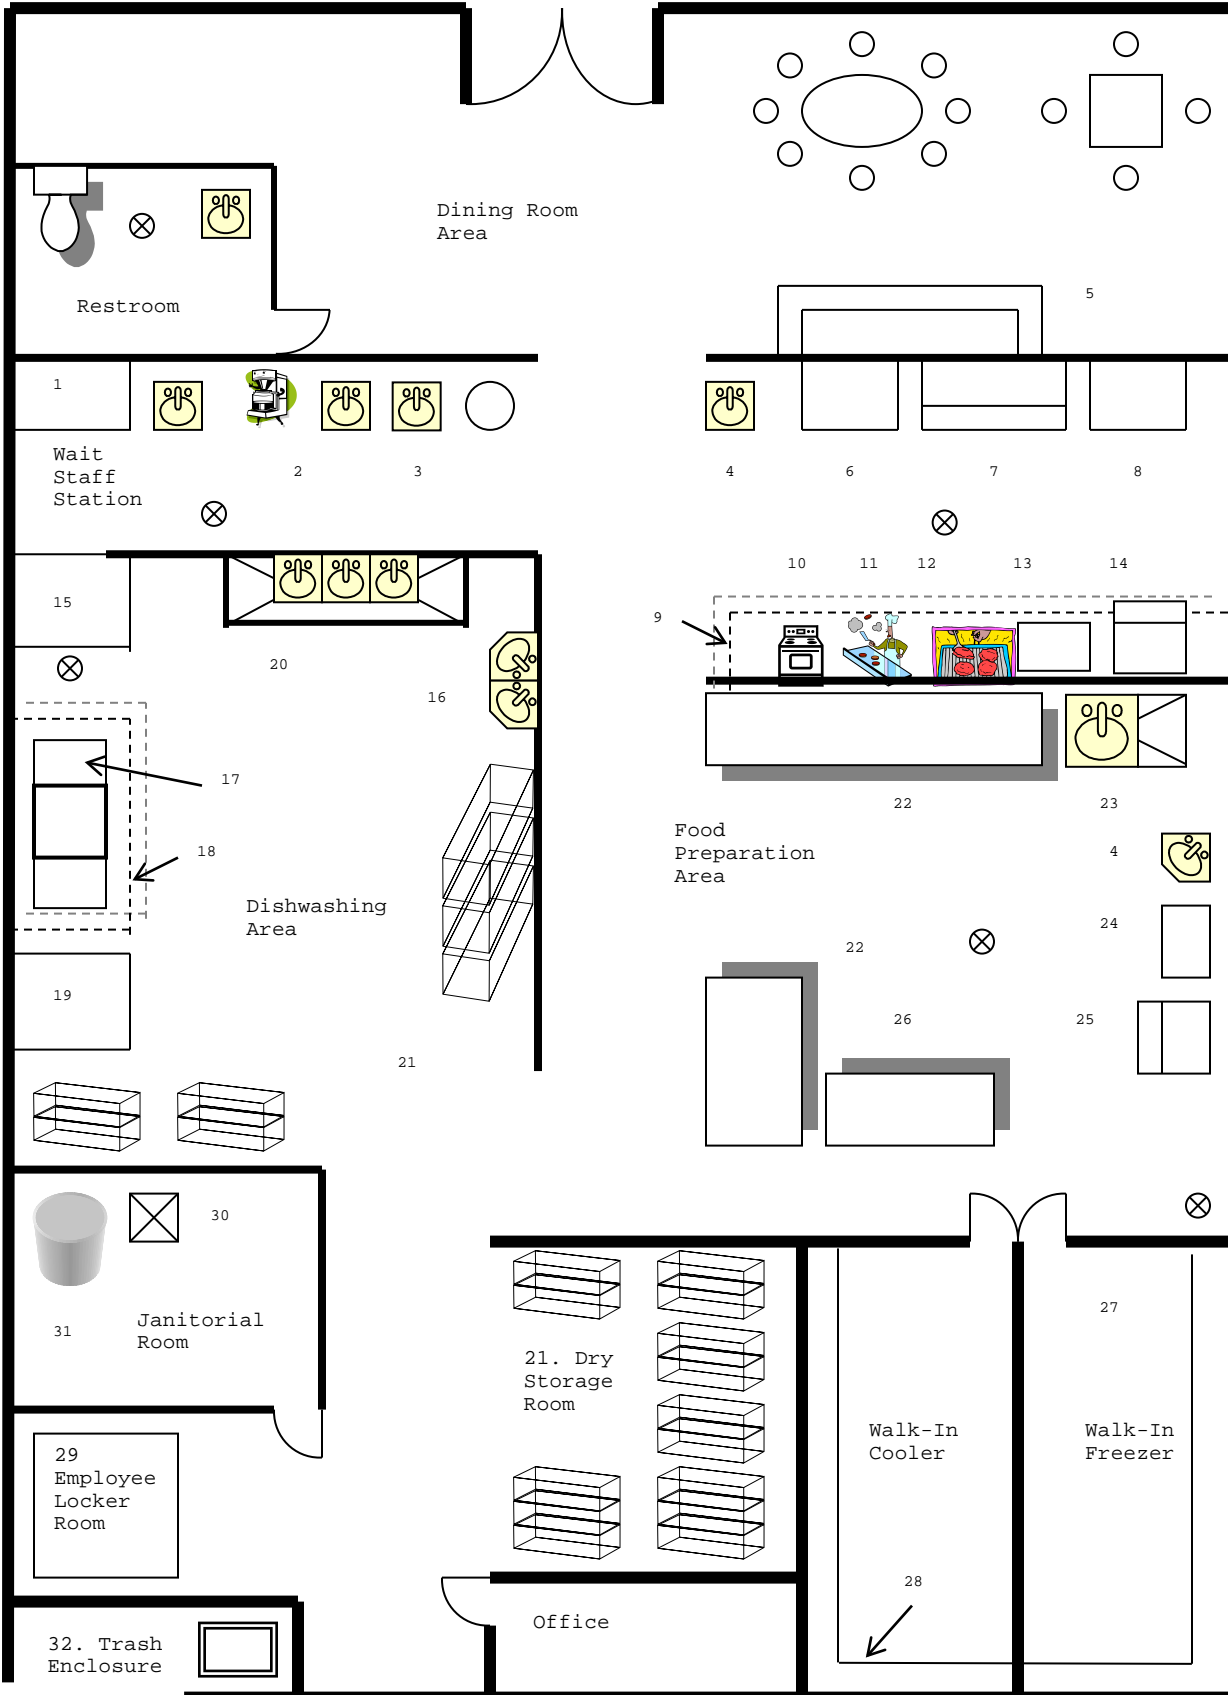 Dining Room
Area
Restroom
5
1
Wait
Staff
Station
2
3
4
6
7
8
10
11
12
13
14
9
15
20
16
17
18
Dishwashing
Area
22
23
Food
Preparation
Area
4
24
22
26
25
19
21
30
31
Janitorial
Room
21. Dry
Storage
Room
27
Walk-In
Cooler
Walk-In
Freezer
29
Employee
Locker
Room
28
Office
32. Trash
Enclosure